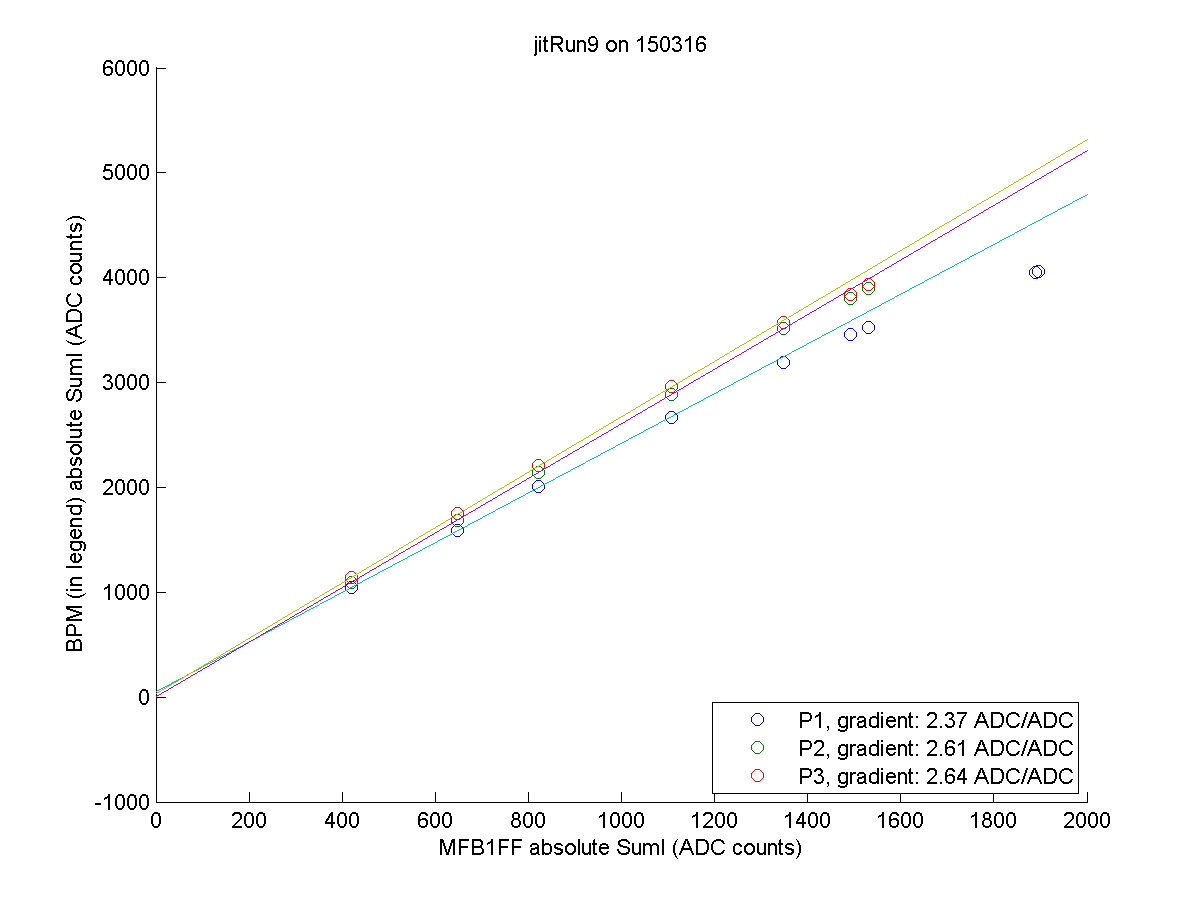 jitRun9 on 150316
6000
5000
4000
3000
2000
1000
0
-1000
BPM (in legend) absolute SumI (ADC counts)
P1, gradient: 2.37 ADC/ADC
P2, gradient: 2.61 ADC/ADC
P3, gradient: 2.64 ADC/ADC
0 200 400 600 800 1000 1200 1400 1600 1800 2000
MFB1FF absolute SumI (ADC counts)